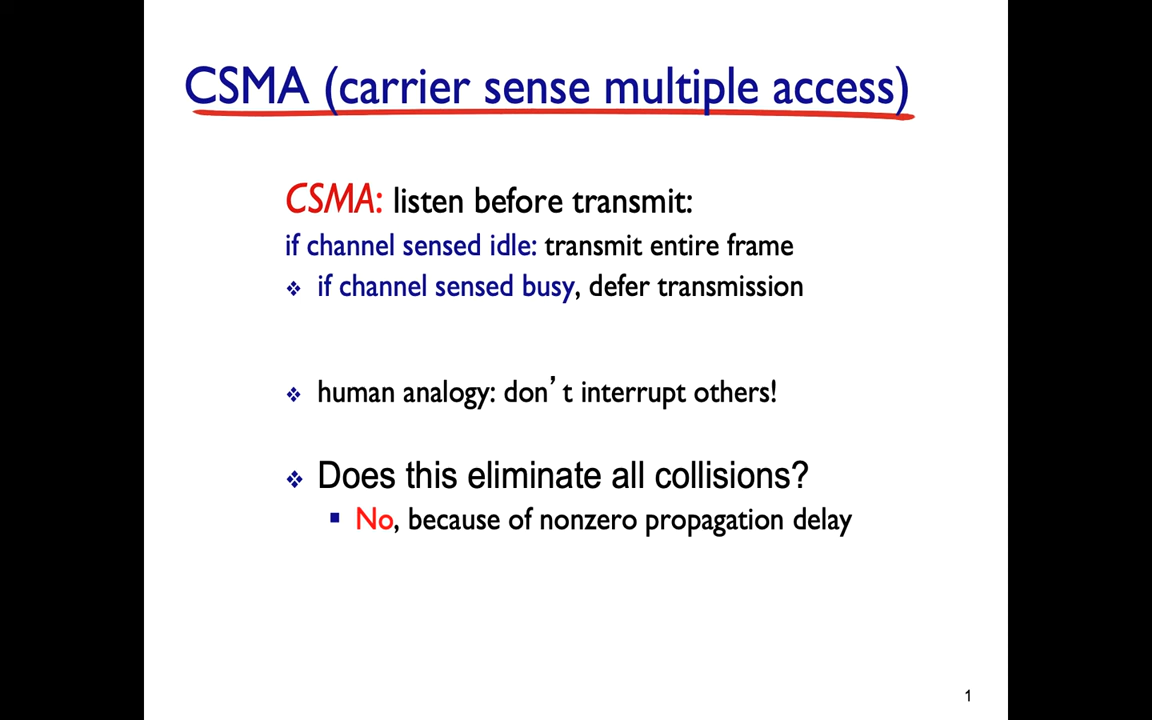 CSMA (carrier sense multiple access)
CSMA: listen before transmit:
if channel sensed idle: transmit entire frame
❖ if channel sensed busy, defer transmission
❖ human analogy: don’t interrupt others!
❖ Does this eliminate all collisions?
▪ No, because of nonzero propagation delay
1